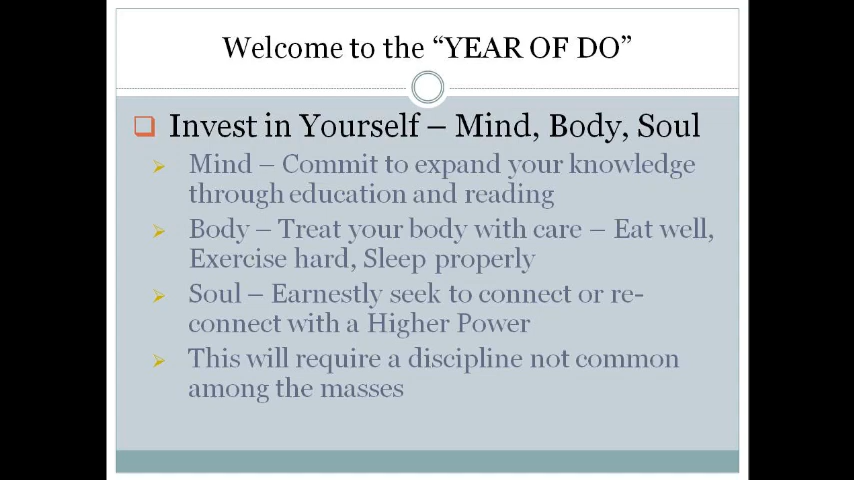 Welcome to the “YEAR OF DO”
Invest in Yourself – Mind, Body, Soul
Mind – Commit to expand your knowledge
through education and reading
Body – Treat your body with care – Eat well,
Exercise hard, Sleep properly
Soul – Earnestly seek to connect or re-
connect with a Higher Power
This will require a discipline not common
among the masses